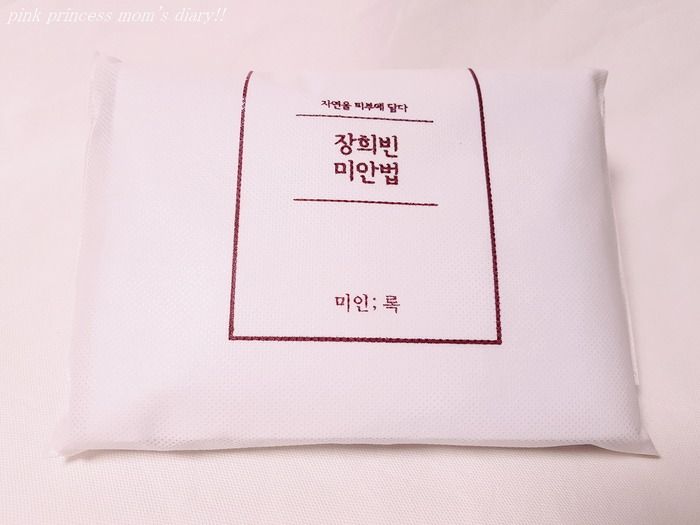 pink princess mom's diary!!
자연을 피부에 담다
장희빈
미안법
미인; 록